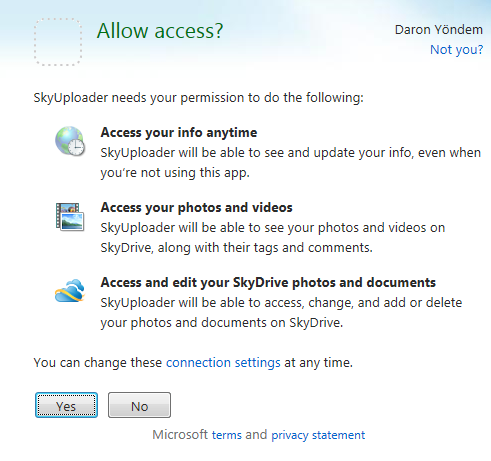 Allow access?
Daron Yöndem
Not you?
SkyUploader needs your permission to do the following:
Access your info anytime
SkyUploader will be able to see and update your info, even when
you're not using this app.
Access your photos and videos
SkyUploader will be able to see your photos and videos on
SkyDrive, along with their tags and comments.
Access and edit your SkyDrive photos and documents
SkyUploader will be able to access, change, and add or delete
your photos and documents on SkyDrive.
You can change these connection settings at any time.
Yes No
Microsoft terms and privacy statement